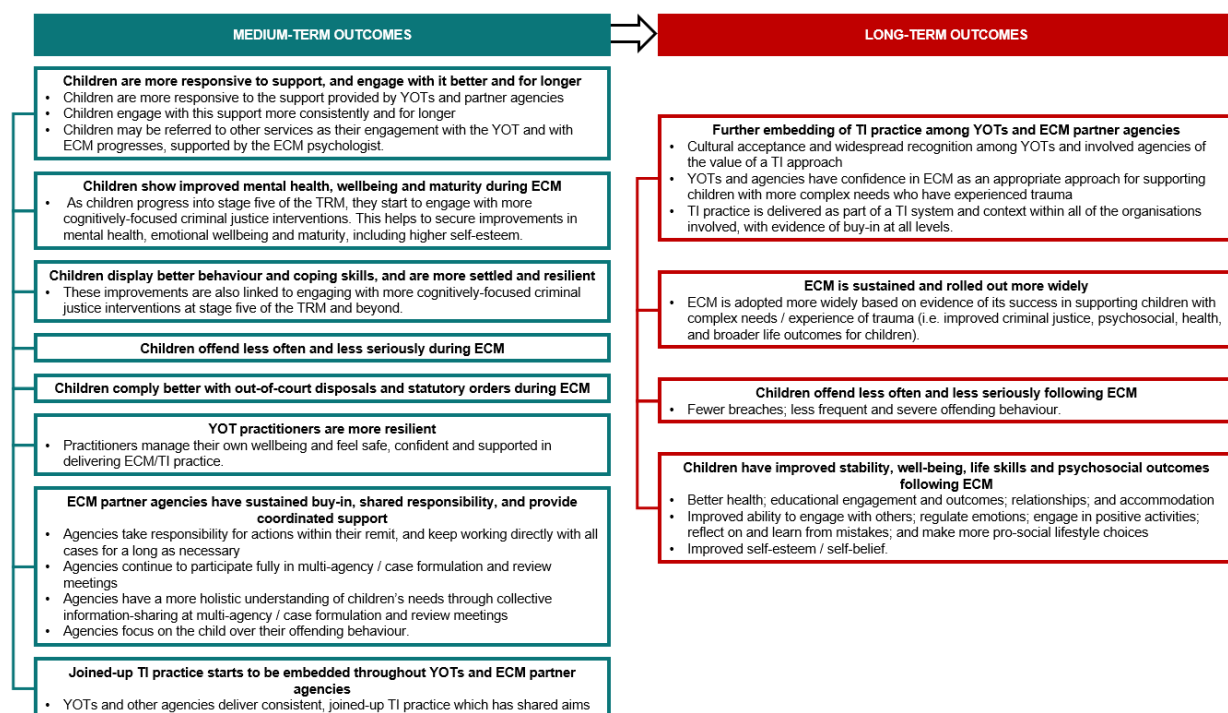 MEDIUM-TERM OUTCOMES
Children are more responsive to support, and engage with it better and for longer
• Children are more responsive to the support provided by YOTs and partner agencies
• Children engage with this support more consistently and for longer
• Children may be referred to other services as their engagement with the YOT and with
ECM progresses, supported by the ECM psychologist.
Children show improved mental health, wellbeing and maturity during ECM
• As children progress into stage five of the TRM, they start to engage with more
cognitively-focused criminal justice interventions. This helps to secure improvements in
mental health, emotional wellbeing and maturity, including higher self-esteem.
Children display better behaviour and coping skills, and are more settled and resilient
• These improvements are also linked to engaging with more cognitively-focused criminal
justice interventions at stage five of the TRM and beyond.
Children offend less often and less seriously during ECM
Children comply better with out-of-court disposals and statutory orders during ECM
YOT practitioners are more resilient
• Practitioners manage their own wellbeing and feel safe, confident and supported in
delivering ECM/TI practice.
ECM partner agencies have sustained buy-in, shared responsibility, and provide
coordinated support
• Agencies take responsibility for actions within their remit, and keep working directly with all
cases for a long as necessary
• Agencies continue to participate fully in multi-agency / case formulation and review
meetings
• Agencies have a more holistic understanding of children's needs through collective
information-sharing at multi-agency / case formulation and review meetings
• Agencies focus on the child over their offending behaviour.
Joined-up TI practice starts to be embedded throughout YOTs and ECM partner
agencies
• YOTs and other agencies deliver consistent, joined-up TI practice which has shared aims
LONG-TERM OUTCOMES
Further embedding of TI practice among YOTs and ECM partner agencies
• Cultural acceptance and widespread recognition among YOTs and involved agencies of
the value of a TI approach
• YOTs and agencies have confidence in ECM as an appropriate approach for supporting
children with more complex needs who have experienced trauma
• TI practice is delivered as part of a TI system and context within all of the organisations
involved, with evidence of buy-in at all levels.
ECM is sustained and rolled out more widely
• ECM is adopted more widely based on evidence of its success in supporting children with
complex needs / experience of trauma (i.e. improved criminal justice, psychosocial, health,
and broader life outcomes for children).
Children offend less often and less seriously following ECM
• Fewer breaches; less frequent and severe offending behaviour.
Children have improved stability, well-being, life skills and psychosocial outcomes
following ECM
• Better health; educational engagement and outcomes; relationships; and accommodation
• Improved ability to engage with others; regulate emotions; engage in positive activities;
reflect on and learn from mistakes; and make more pro-social lifestyle choices
• Improved self-esteem / self-belief.